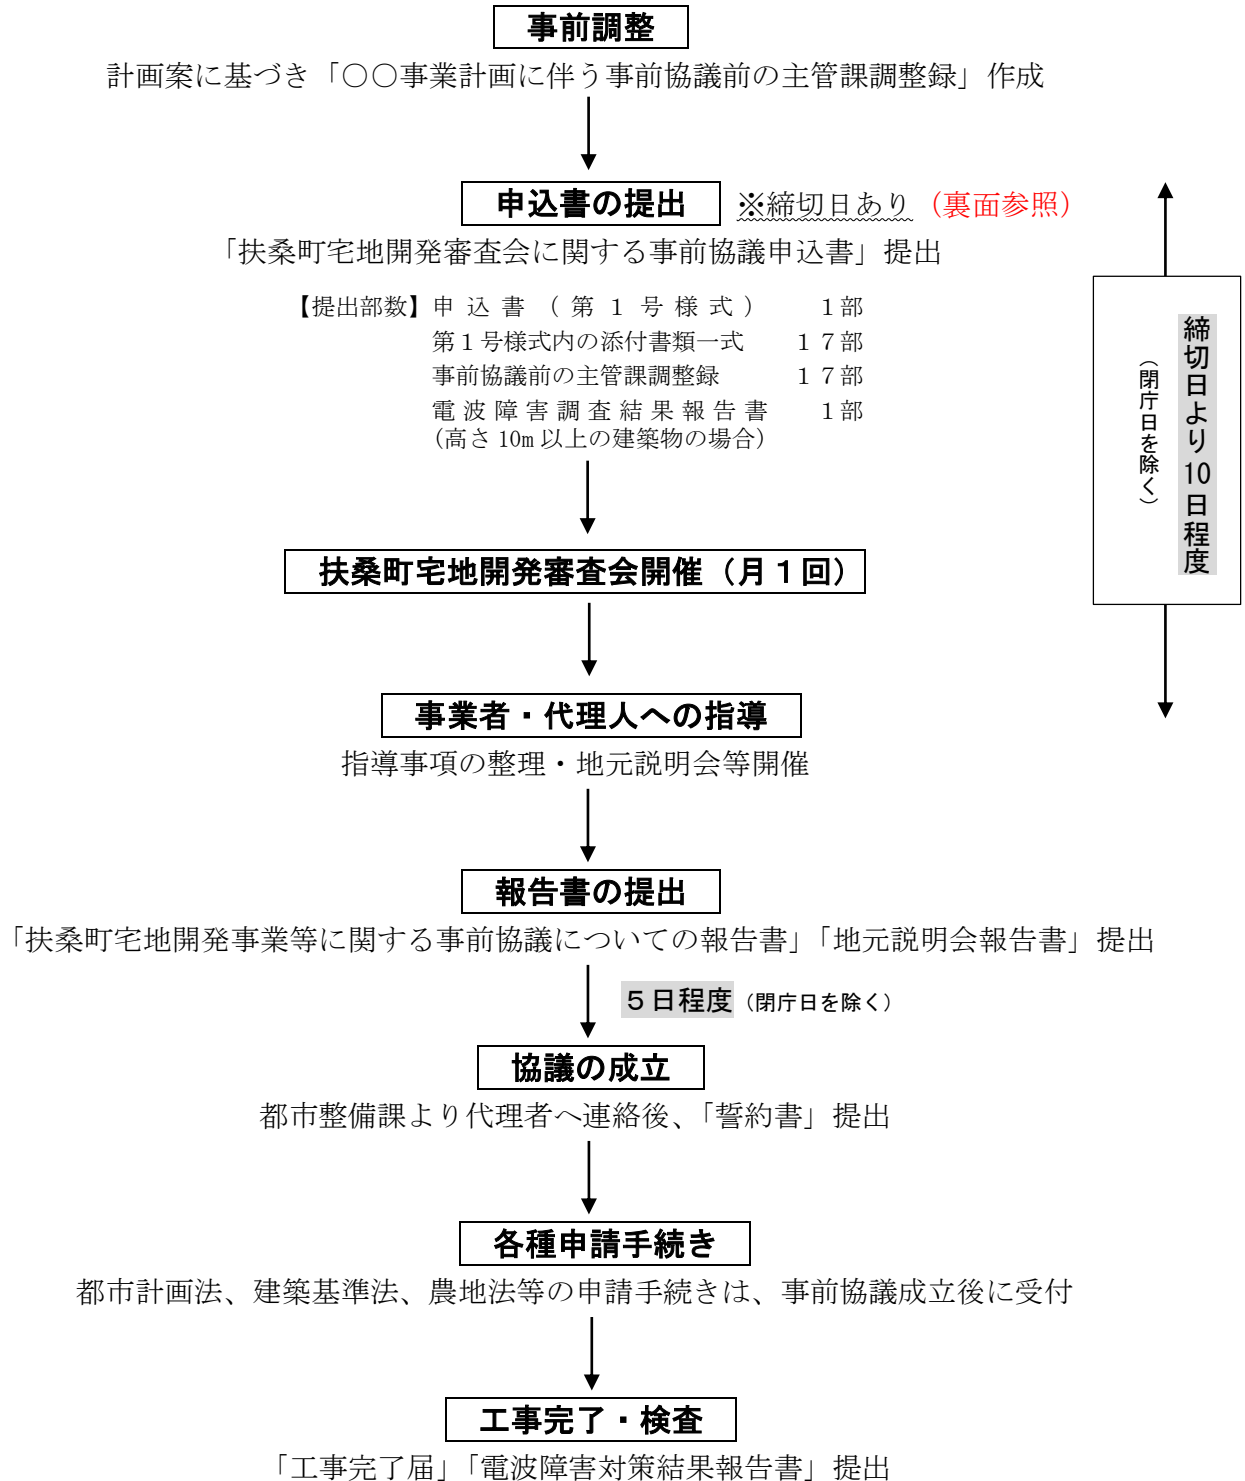 事前調整
計画案に基づき「〇〇事業計画に伴う事前協議前の主管課調整録」作成
申込書の提出 ※締切日あり（裏面参照）
「扶桑町宅地開発審査会に関する事前協議申込書」提出
【提出部数】申込書（第１号様式） １部
第１号様式内の添付書類一式 １７部
事前協議前の主管課調整録 １７部
電波障害調査結果報告書 １部
(高さ 10m 以上の建築物の場合)
締切日より10日程度
（閉庁日を除く）
扶桑町宅地開発審査会開催（月１回）
事業者・代理人への指導
指導事項の整理・地元説明会等開催
報告書の提出
「扶桑町宅地開発事業等に関する事前協議についての報告書」「地元説明会報告書」提出
５日程度（閉庁日を除く）
協議の成立
都市整備課より代理者へ連絡後、「誓約書」提出
各種申請手続き
都市計画法、建築基準法、農地法等の申請手続きは、事前協議成立後に受付
工事完了・検査
「工事完了届」「電波障害対策結果報告書」提出